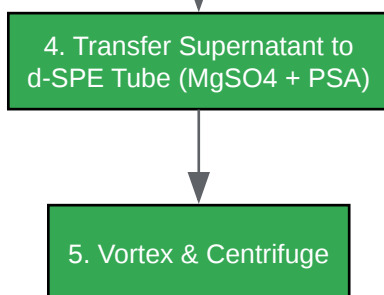 4. Transfer Supernatant to
d-SPE Tube (MgSO4 + PSA)
5. Vortex & Centrifuge